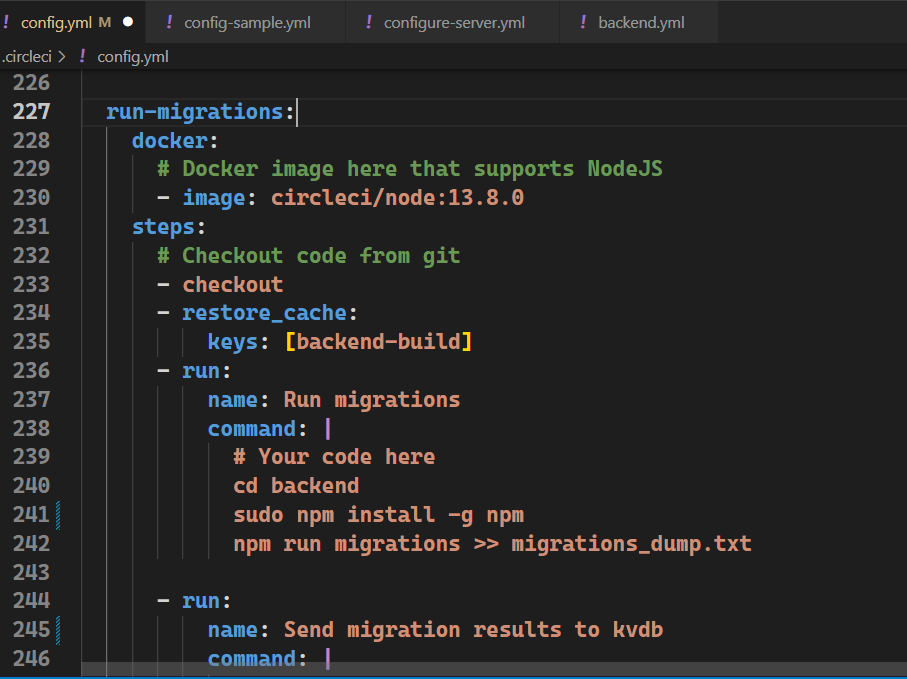 ! config.yml M ● ! config-sample.yml ! configure-server.yml ! backend.yml
.circleci > ! config.yml
226
227 run-migrations:
228 docker:
229 # Docker image here that supports NodeJS
230 - image: circleci/node:13.8.0
231 steps:
232 # Checkout code from git
233 - checkout
234 - restore_cache:
235 keys: [backend-build]
236 - run:
237 name: Run migrations
238 command: |
239 # Your code here
240 cd backend
241 sudo npm install -g npm
242 npm run migrations >> migrations_dump.txt
243
244 - run:
245 name: Send migration results to kvdb
246 command: |